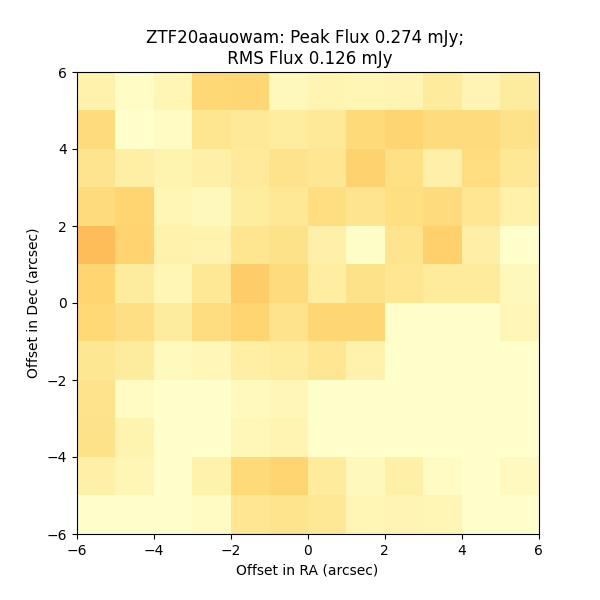 ZTF20aauowam: Peak Flux 0.274 mJy;
RMS Flux 0.126 mJy
6
4
2
0
−2
−4
−6
Offset in Dec (arcsec)
−6 −4 −2 0 2 4 6
Offset in RA (arcsec)